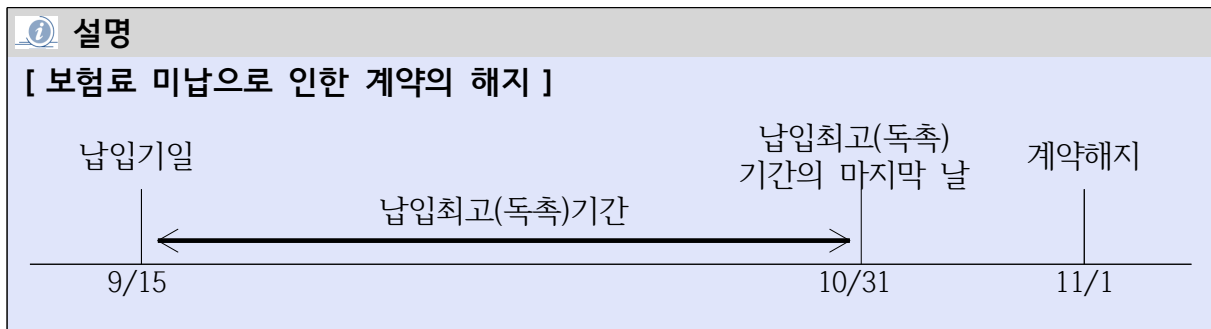 설명
[ 보험료 미납으로 인한 계약의 해지 ]
납입기일
납입최고(독촉)
기간의 마지막 날
계약해지
납입최고(독촉)기간
9/15
10/31
11/1